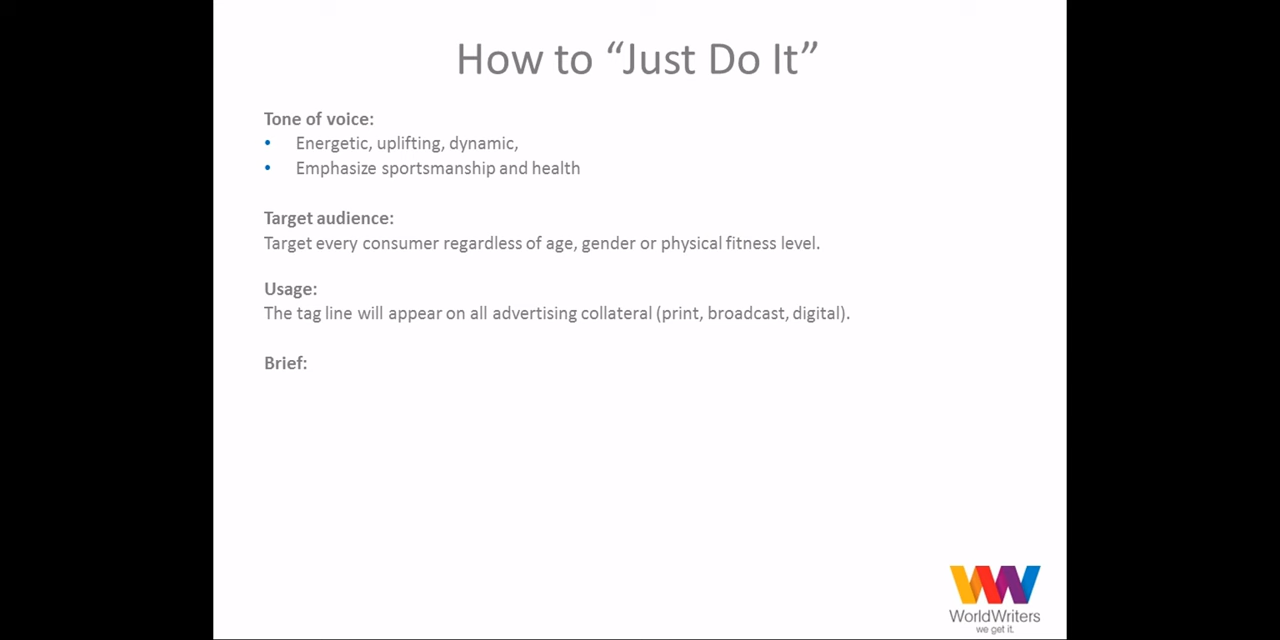 How to “Just Do It”
Tone of voice:
• Energetic, uplifting, dynamic,
• Emphasize sportsmanship and health
Target audience:
Target every consumer regardless of age, gender or physical fitness level.
Usage:
The tag line will appear on all advertising collateral (print, broadcast, digital).
Brief:
WorldWriters
we get it.